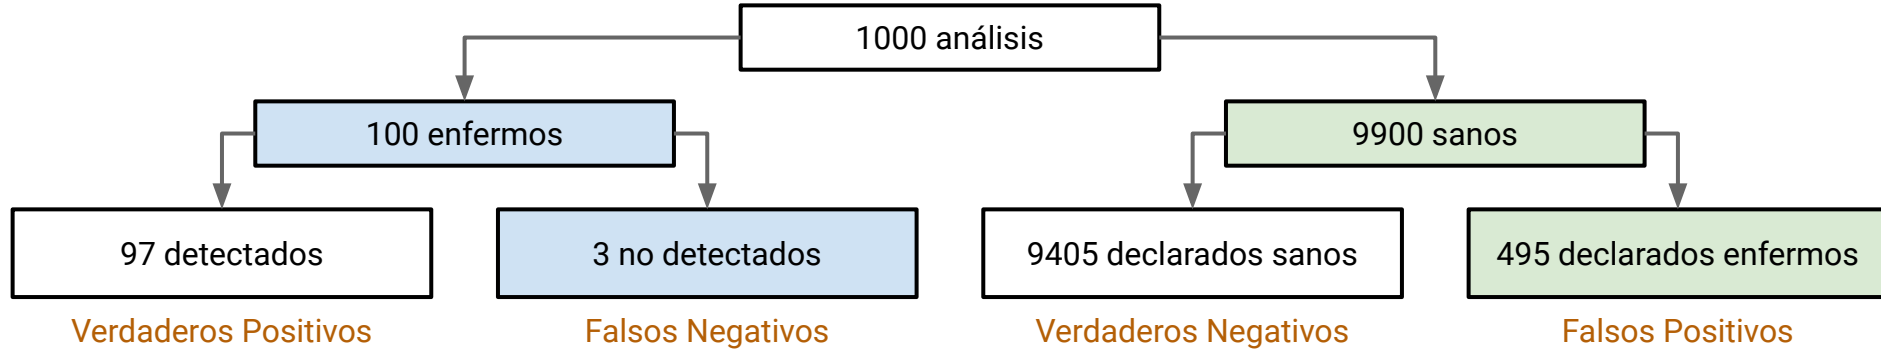 1000 análisis
100 enfermos
9900 sanos
97 detectados
3 no detectados
9405 declarados sanos
495 declarados enfermos
Verdaderos Positivos
Falsos Negativos
Verdaderos Negativos
Falsos Positivos